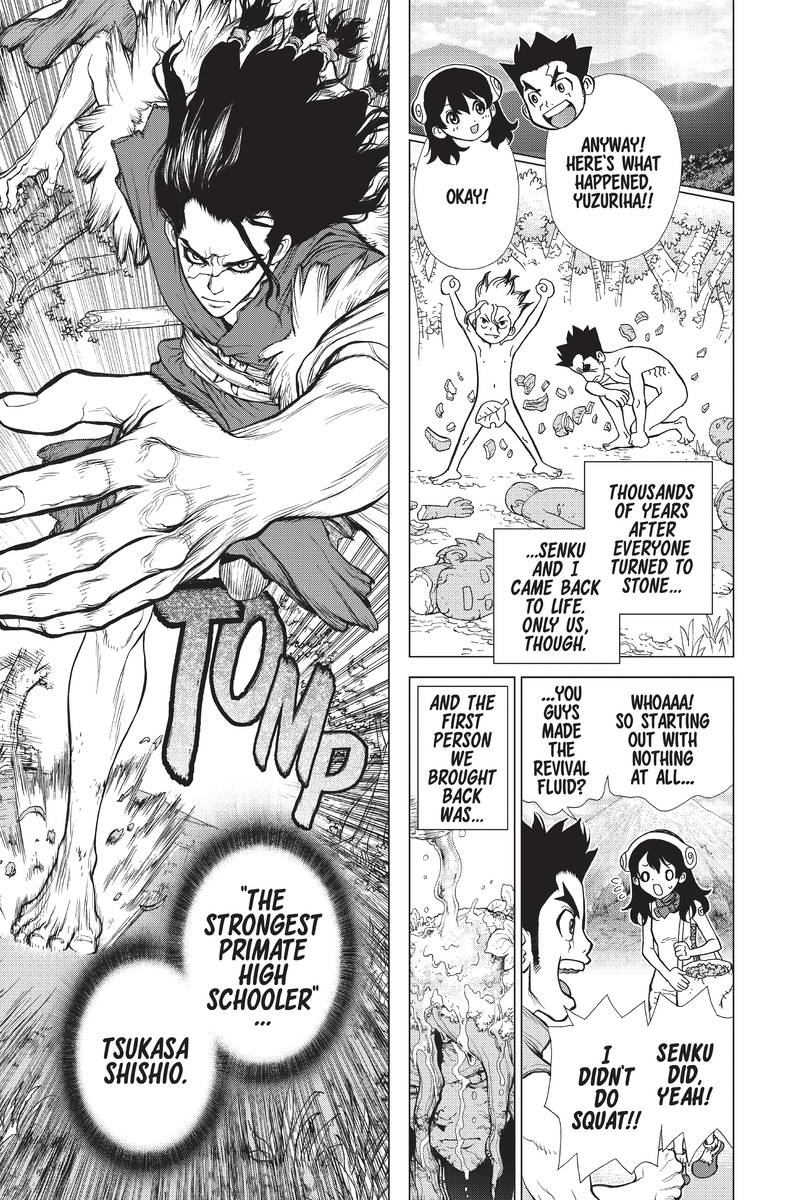 ANYWAY!
HERE'S WHAT
HAPPENED,
YUZURIHA!!
OKAY!
THOUSANDS
OF YEARS
AFTER
EVERYONE
TURNED TO
STONE...
...SENKU
AND I
CAME BACK
TO LIFE.
ONLY US,
THOUGH.
WHOAAA!
SO STARTING
OUT WITH
NOTHING
AT ALL...
...YOU
GUYS
MADE
THE
REVIVAL
FLUID?
SENKU
DID,
YEAH!
I
DIDN'T
DO
SQUAT!!
AND THE
FIRST
PERSON
WE
BROUGHT
BACK
WAS...
TOMP
"THE
STRONGEST
PRIMATE
HIGH
SCHOOLER"
...
TSUKASA
SHISHIO.